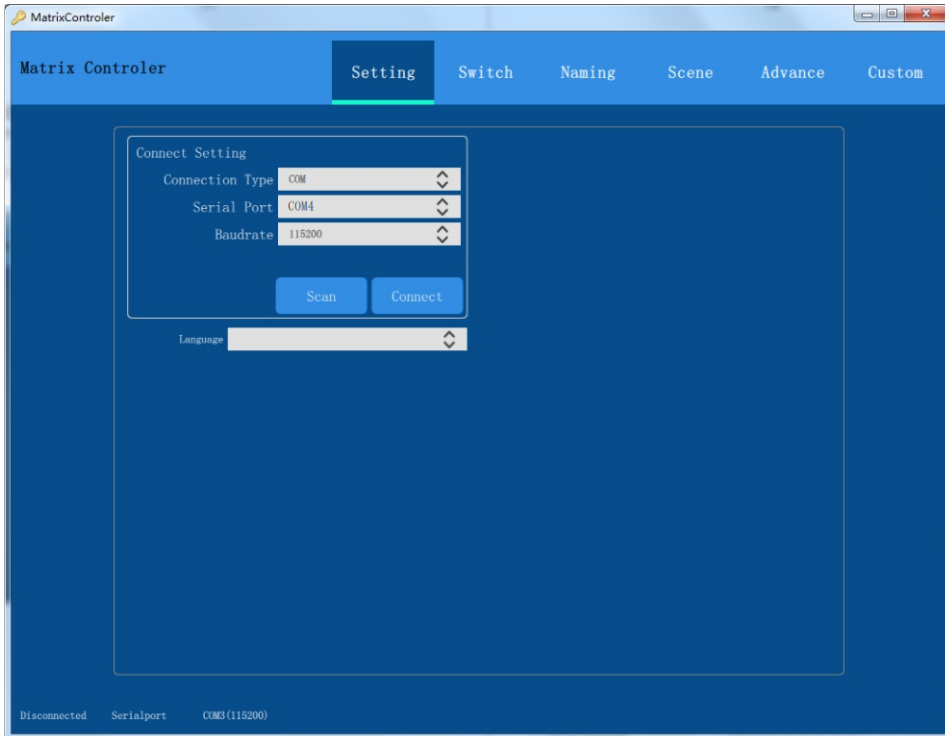 MatrixControler
Matrix Controler
Setting Switch Naming Scene Advance Custom
Connect Setting
Connection Type COM
Serial Port COM4
Baudrate 115200
Scan Connect
Language
Disconnected Serialport COM3(115200)